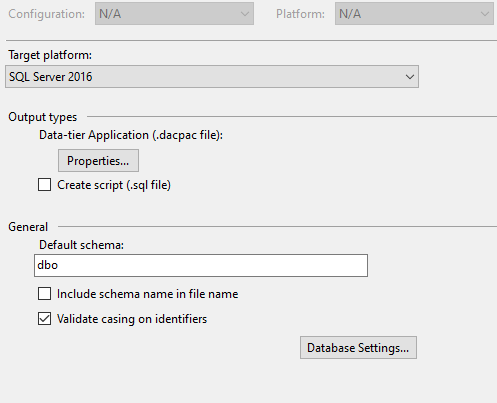 Configuration: N/A Platform: N/A
Target platform:
SQL Server 2016
Output types
Data-tier Application (.dacpac file):
Properties...
Create script (.sql file)
General
Default schema:
dbo
Include schema name in file name
Validate casing on identifiers
Database Settings...